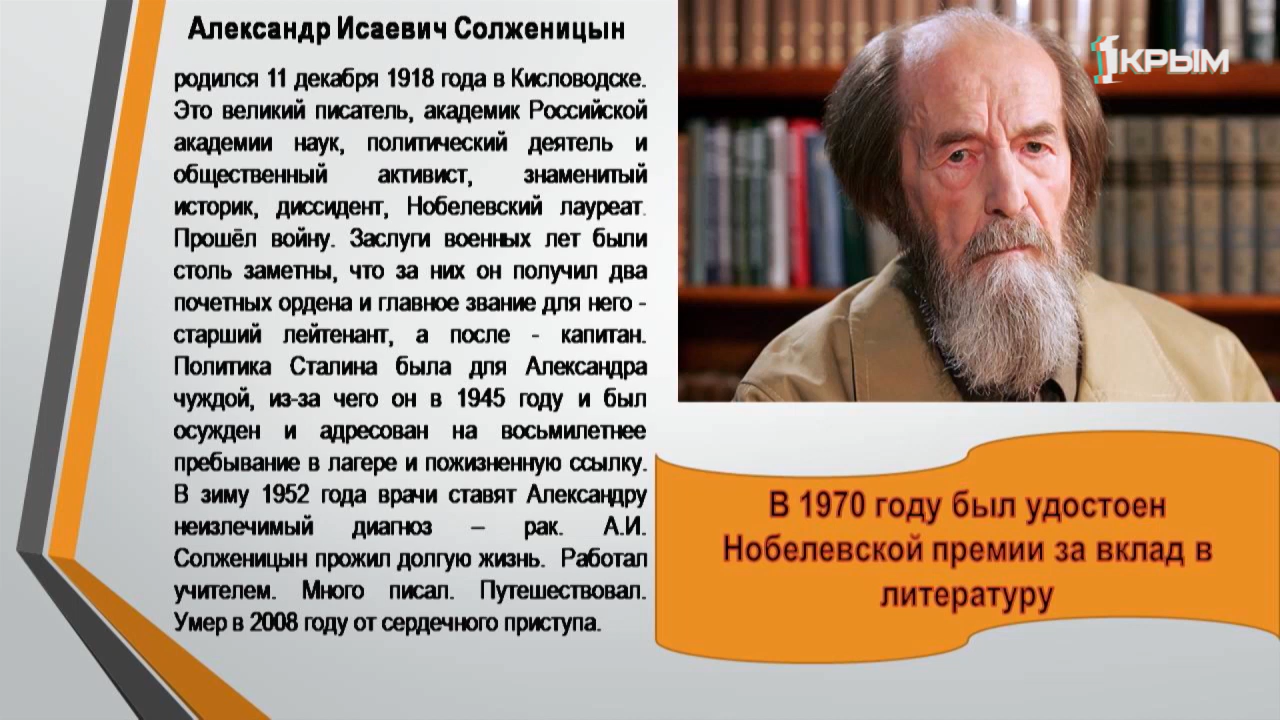 Александр Исаевич Солженицын
родился 11 декабря 1918 года в Кисловодске.
Это великий писатель, академик Российской
академии наук, политический деятель и
общественный активист, знаменитый
историк, диссидент, Нобелевский лауреат.
Прошёл войну. Заслуги военных лет были
столь заметны, что за них он получил два
почетных ордена и главное звание для него -
старший лейтенант, а после - капитан.
Политика Сталина была для Александра
чуждой, из-за чего он в 1945 году и был
осужден и адресован на восьмилетнее
пребывание в лагере и пожизненную ссылку.
В зиму 1952 года врачи ставят Александру
неизлечимый диагноз – рак. А.И.
Солженицын прожил долгую жизнь. Работал
учителем. Много писал. Путешествовал.
Умер в 2008 году от сердечного приступа.
1КРЫМ
В 1970 году был удостоен
Нобелевской премии за вклад в
литературу